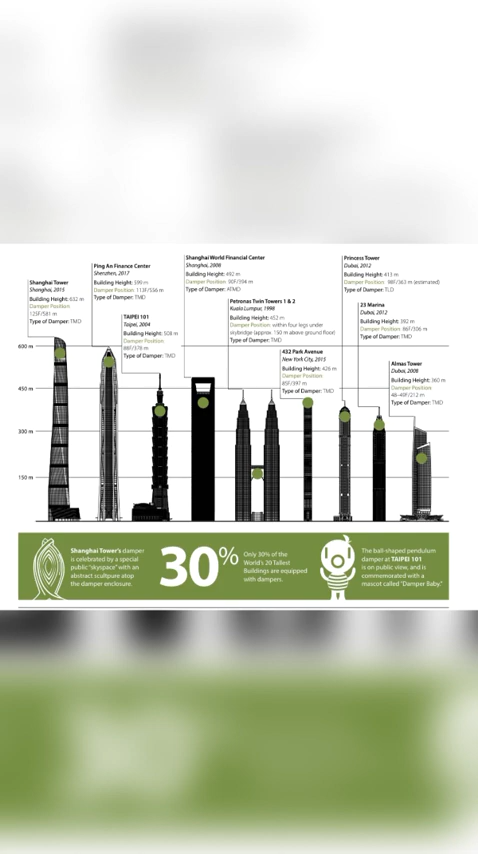 Shanghai Tower
Shanghai, 2015
Building Height: 632 m
Damper Position:
125F/581 m
Type of Damper: TMD
Ping An Finance Center
Shenzhen, 2017
Building Height: 599 m
Damper Position: 113F/556 m
Type of Damper: TMD
TAIPEI 101
Taipei, 2004
Building Height: 508 m
Damper Position:
88F/378 m
Type of Damper: TMD
Shanghai World Financial Center
Shanghai, 2008
Building Height: 492 m
Damper Position: 90F/394 m
Type of Damper: ATMD
Petronas Twin Towers 1 & 2
Kuala Lumpur, 1998
Building Height: 452 m
Damper Position: within four legs under
skybridge (approx. 150 m above ground floor)
Type of Damper: TMD
432 Park Avenue
New York City, 2015
Building Height: 426 m
Damper Position:
85F/397 m
Type of Damper: TMD
Princess Tower
Dubai, 2012
Building Height: 413 m
Damper Position: 88F/363 m (estimated)
Type of Damper: TLD
23 Marina
Dubai, 2012
Building Height: 392 m
Damper Position: 86F/306 m
Type of Damper: TMD
Almas Tower
Dubai, 2008
Building Height: 360 m
Damper Position:
48–49F/212 m
Type of Damper: TMD
600 m
450 m
300 m
150 m
Shanghai Tower's damper
is celebrated by a special
public "skyspace" with an
abstract scultpure atop
the damper enclosure.
30%
Only 30% of the
World's 20 Tallest
Buildings are equipped
with dampers.
The ball-shaped pendulum
damper at TAIPEI 101
is on public view, and is
commemorated with a
mascot called "Damper Baby."